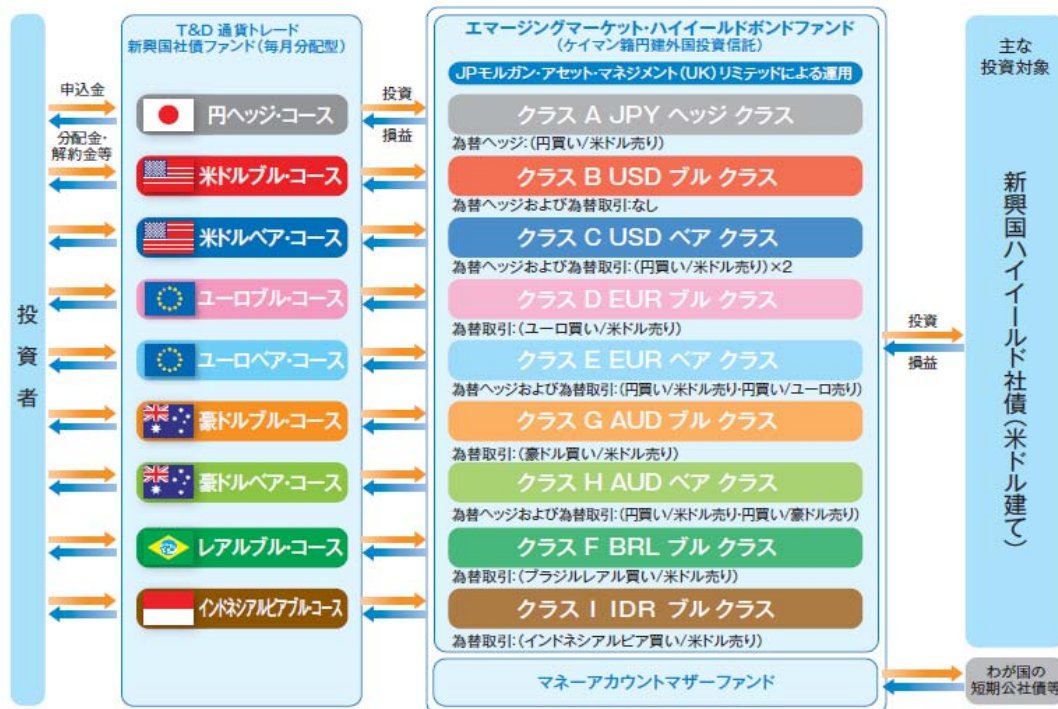 T&D 通貨トレード
新興国社債ファンド(毎月分配型)
エマージングマーケット・ハイイールドボンドファンド
(ケイマン籍円建外国投資信託)
JPモルガン・アセット・マネジメント(UK)リミテッドによる運用
主な
投資対象
申込金
分配金・
解約金等
投資
損益
円ヘッジ・コース
クラス A JPY ヘッジ クラス
為替ヘッジ:(円買い/米ドル売り)
米ドルブル・コース
クラス B USD ブル クラス
為替ヘッジおよび為替取引:なし
米ドルベア・コース
クラス C USD ベア クラス
為替ヘッジおよび為替取引:(円買い/米ドル売り)×2
ユーロブル・コース
クラス D EUR ブル クラス
為替取引:(ユーロ買い/米ドル売り)
ユーロベア・コース
クラス E EUR ベア クラス
為替ヘッジおよび為替取引:(円買い/米ドル売り・円買い/ユーロ売り)
豪ドルブル・コース
クラス G AUD ブル クラス
為替取引:(豪ドル買い/米ドル売り)
豪ドルベア・コース
クラス H AUD ベア クラス
為替ヘッジおよび為替取引:(円買い/米ドル売り・円買い/豪ドル売り)
レアルブル・コース
クラス F BRL ブル クラス
為替取引:(ブラジルレアル買い/米ドル売り)
インドネシアルピアブル・コース
クラス I IDR ブル クラス
為替取引:(インドネシアルピア買い/米ドル売り)
マネーアカウントマザーファンド
投資者
投資
損益
新興国ハイイールド社債(米ドル建て)
わが国の
短期公社債等